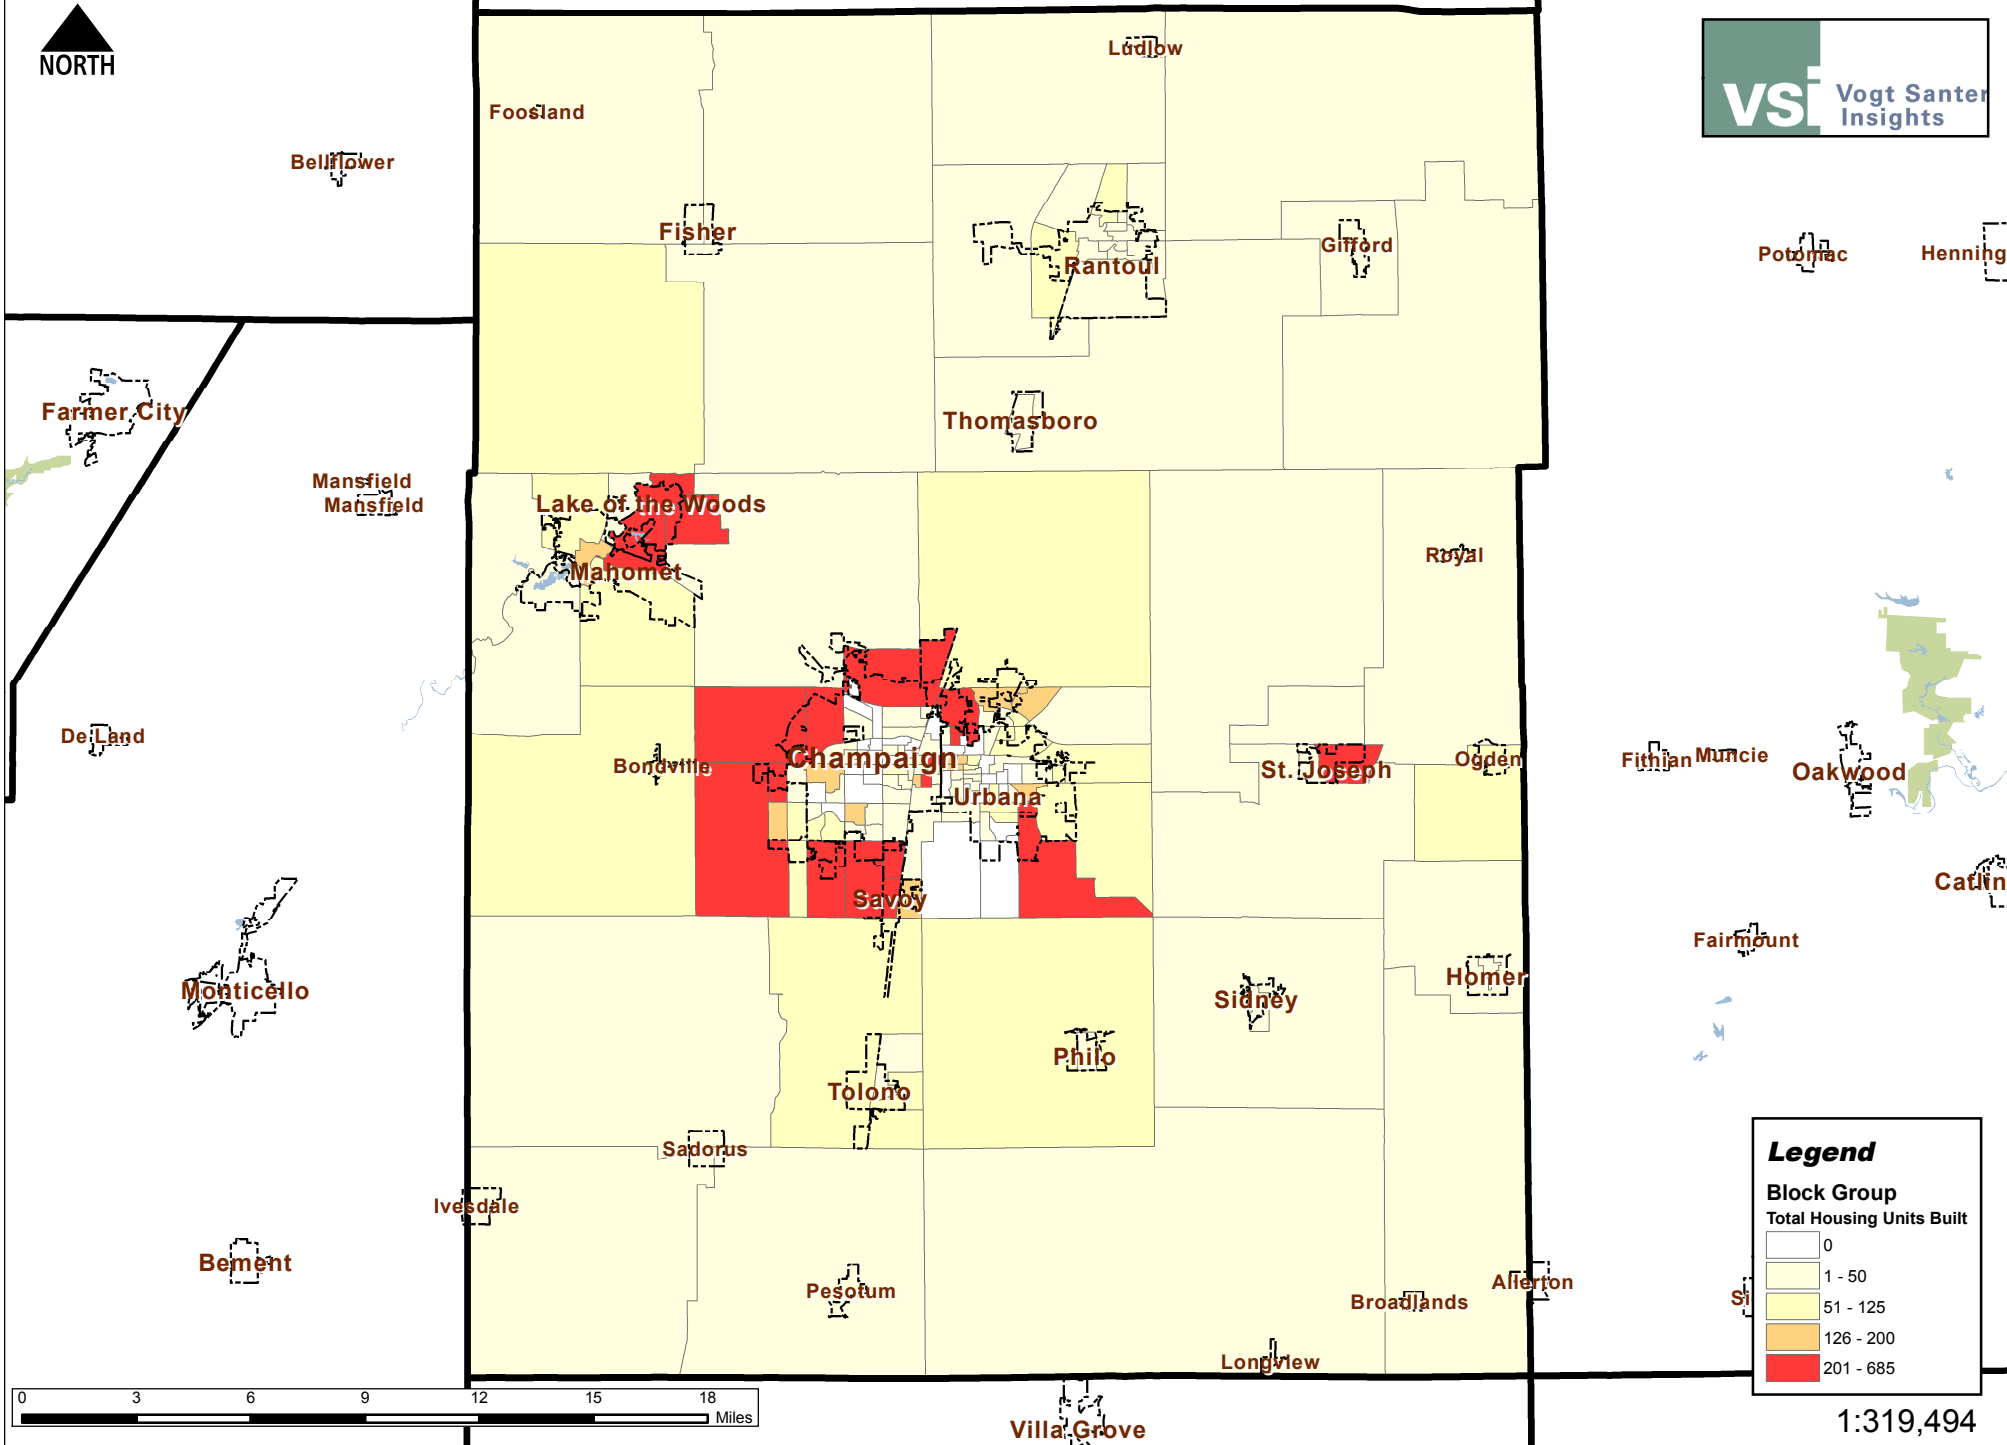 NORTH
vsi
Vogt Santer
Insights
Ludlow
Foosland
Bellflower
Fisher
Gifford
Potomac
Henning
Rantoul
Farmer City
Thomasboro
Mansfield
Mansfield
Lake of the Woods
Royal
Mahomet
De Land
Bondville
Champaign
St. Joseph
Ogden
Fithian
Muncie
Oakwood
Urbana
Catlin
Savoy
Fairmount
Monticello
Sidney
Homer
Philo
Tolono
Sadorus
Ivesdale
Bement
Pesotum
Broadlands
Allerton
Si
Longview
Villa Grove
Legend
Block Group
Total Housing Units Built
0
1 - 50
51 - 125
126 - 200
201 - 685
0 3 6 9 12 15 18
Miles
1:319,494